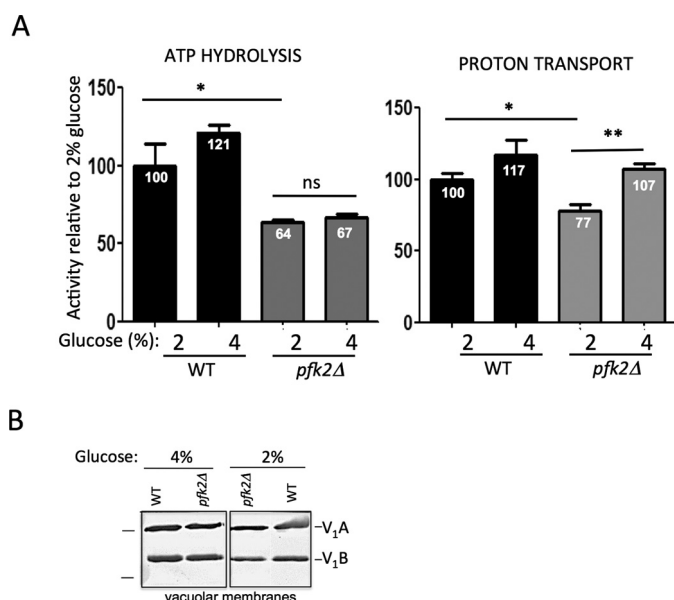 A
ATP HYDROLYSIS
Activity relative to 2% glucose
150
100
50
0
*
ns
100
121
64
67
Glucose (%): 2 4 2 4
WT pfk2Δ
PROTON TRANSPORT
150
100
50
0
*
**
100
117
77
107
2 4 2 4
WT pfk2Δ
B
Glucose: 4% 2%
WT pfk2Δ pfk2Δ WT
V₁A
V₁B
vacuolar membranes